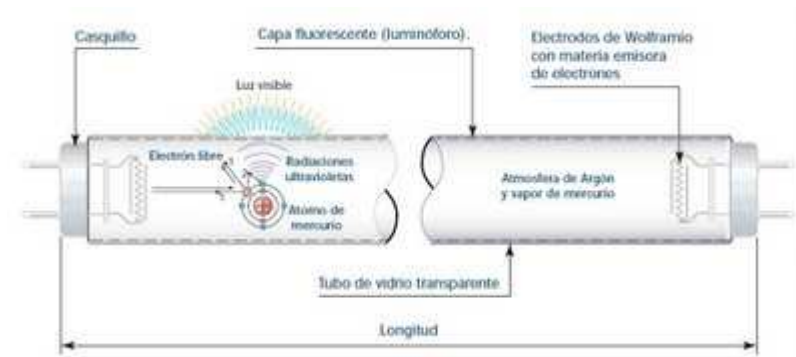 Casquillo
Capa fluorescente (luminóforo).
Electrodos de Wolframio
con materia emisora
de electrones
Luz visible
Electrón libre
Radiaciones
ultravioletas
Átomo de
mercurio
Atmosfera de Argón
y vapor de mercurio
Tubo de vidrio transparente
Longitud